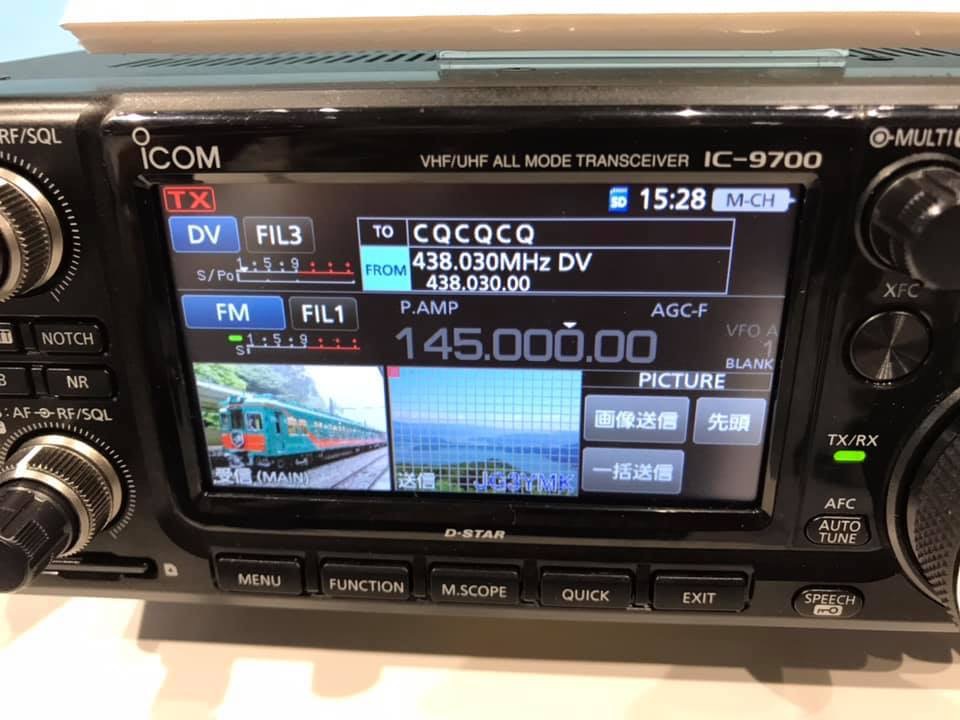 RF/SQL
ICOM
VHF/UHF ALL MODE TRANSCEIVER IC-9700
MULTI
TX
SD 15:28 M-CH
DV FIL3
TO CQCQCQ
S/Po 1:5:9
FROM 438.030MHz DV
438.030.00
FM FIL1
P.AMP AGC-F
S 1:5:9
145.000.00
VFO A
1
BLANK
PICTURE
画像送信 先頭
一括送信
受信 (MAIN)
送信 JG3YMK
XFC
NOTCH
NR
AF RF/SQL
TX/RX
AFC
AUTO TUNE
D-STAR
MENU FUNCTION M.SCOPE QUICK EXIT
SPEECH